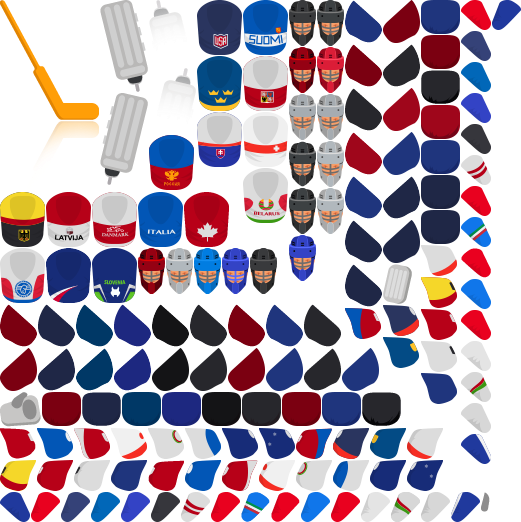 USA
SUOMI
РОССИЯ
BELARUS
LATVIJA
DANMARK
ITALIA
SLOVENIA